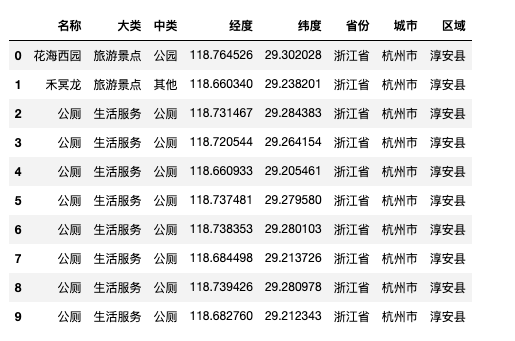 名称 大类 中类 经度 纬度 省份 城市 区域
0 花海西园 旅游景点 公园 118.764526 29.302028 浙江省 杭州市 淳安县
1 禾冥龙 旅游景点 其他 118.660340 29.238201 浙江省 杭州市 淳安县
2 公厕 生活服务 公厕 118.731467 29.284383 浙江省 杭州市 淳安县
3 公厕 生活服务 公厕 118.720544 29.264154 浙江省 杭州市 淳安县
4 公厕 生活服务 公厕 118.660933 29.205461 浙江省 杭州市 淳安县
5 公厕 生活服务 公厕 118.737481 29.279580 浙江省 杭州市 淳安县
6 公厕 生活服务 公厕 118.738353 29.280103 浙江省 杭州市 淳安县
7 公厕 生活服务 公厕 118.684498 29.213726 浙江省 杭州市 淳安县
8 公厕 生活服务 公厕 118.739426 29.280978 浙江省 杭州市 淳安县
9 公厕 生活服务 公厕 118.682760 29.212343 浙江省 杭州市 淳安县